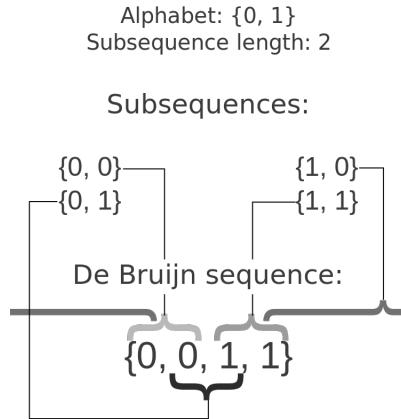 Alphabet: {0, 1}
Subsequence length: 2
Subsequences:
{0, 0} {1, 0}
{0, 1} {1, 1}
De Bruijn sequence:
{0, 0, 1, 1}